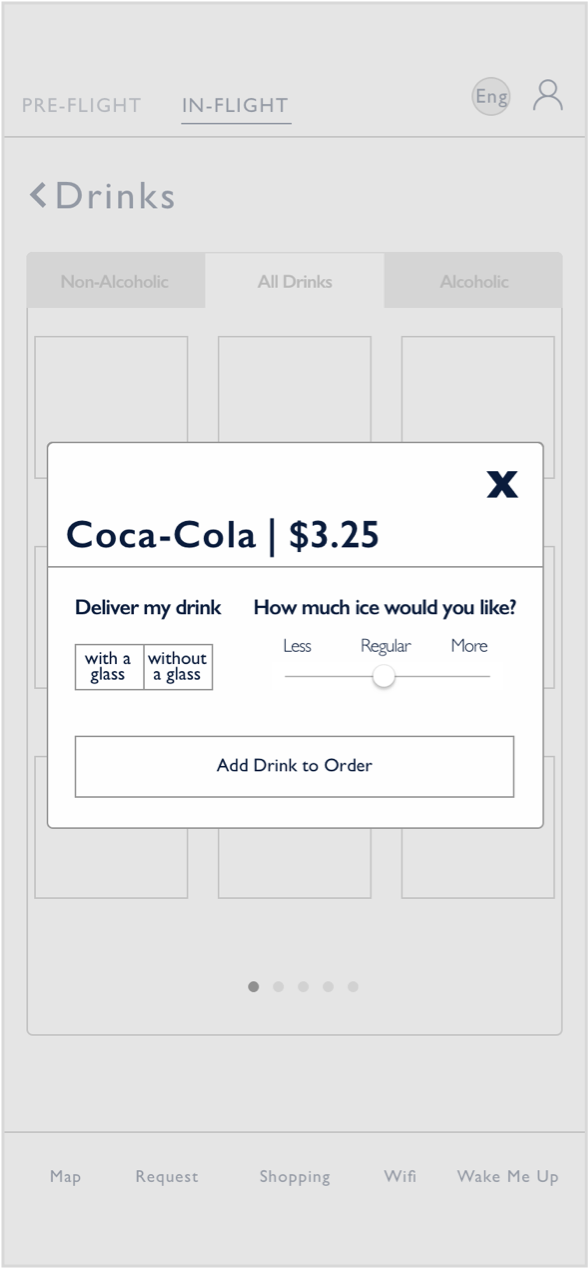 PRE-FLIGHT IN-FLIGHT Eng
Drinks
Non-Alcoholic All Drinks Alcoholic
X
Coca-Cola | $3.25
Deliver my drink How much ice would you like?
Less Regular More
with a glass without a glass
Add Drink to Order
Map Request Shopping Wifi Wake Me Up